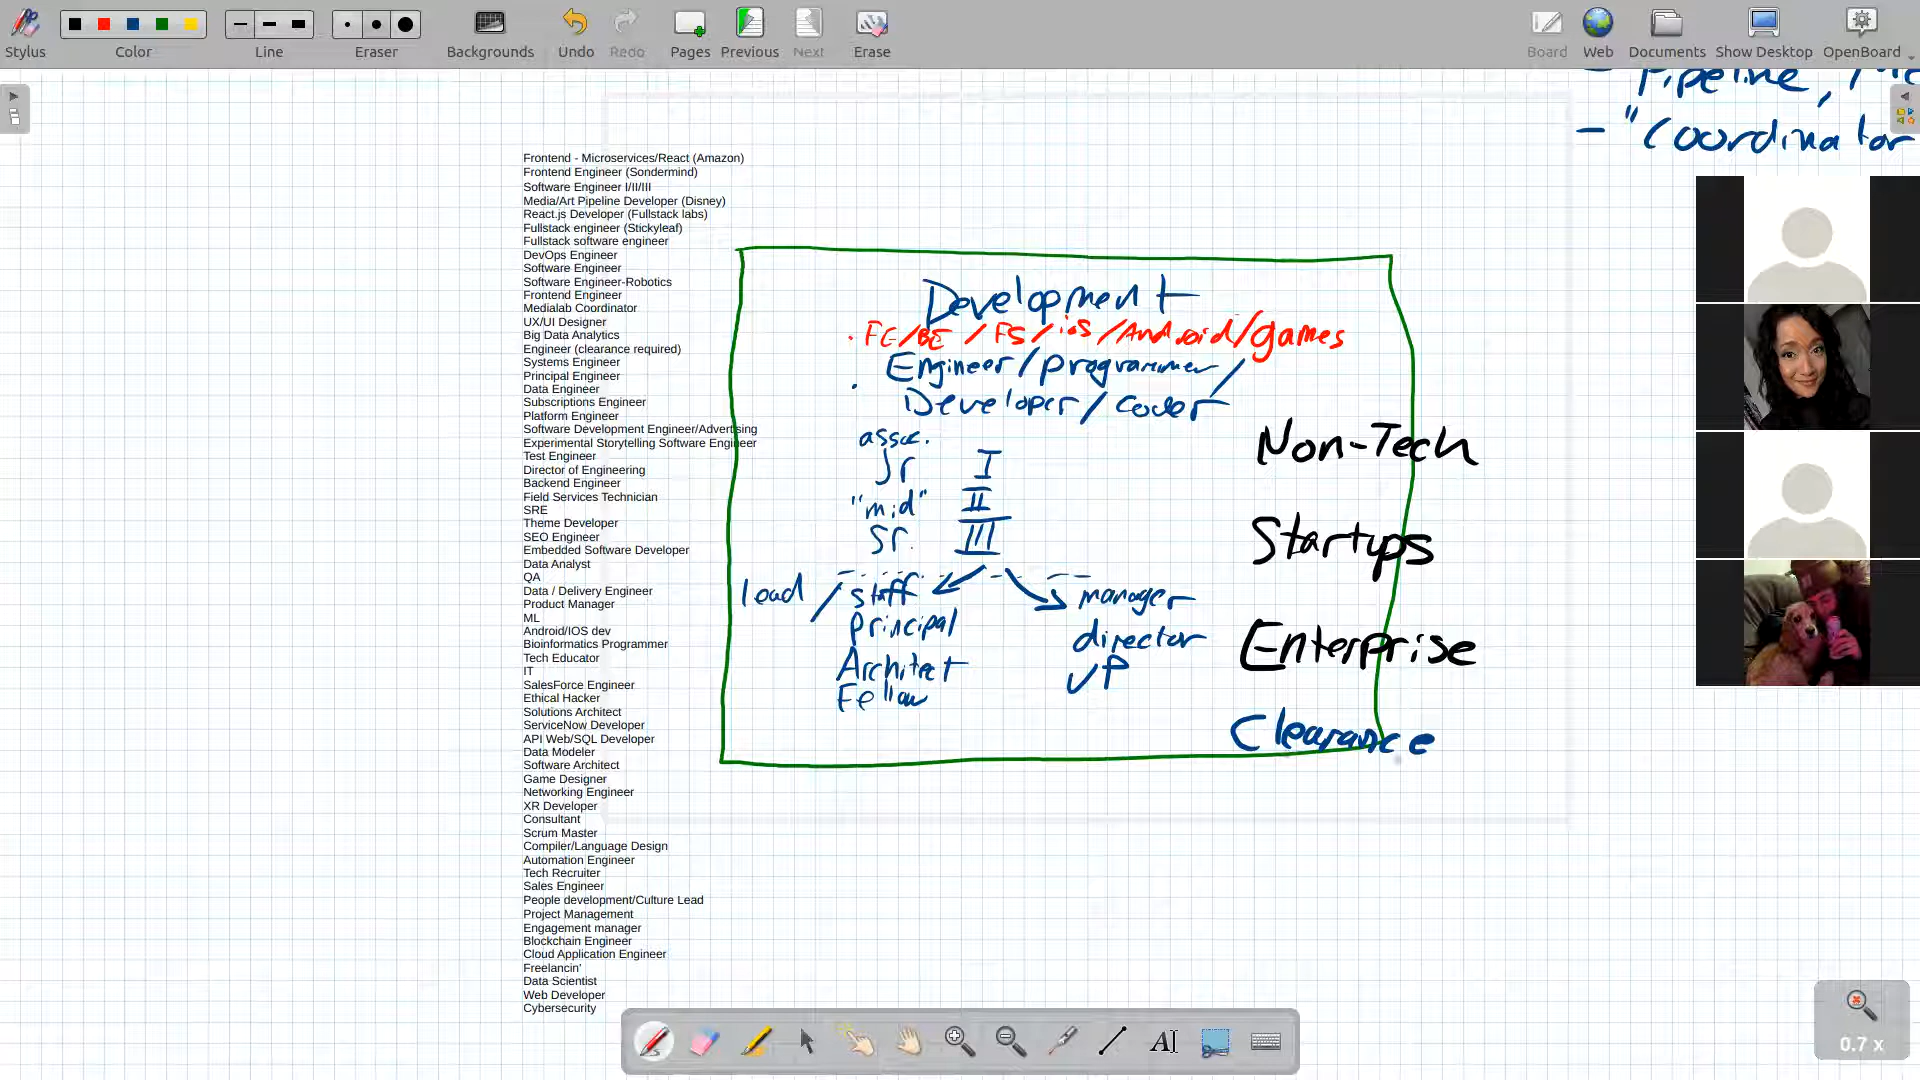 Stylus
Color
Line
Eraser
Backgrounds
Undo
Redo
Pages
Previous
Next
Erase
Board
Web
Documents
Show Desktop
OpenBoard
- Pipeline,
- "Coordinator
Frontend - Microservices/React (Amazon)
Frontend Engineer (Sondermind)
Software Engineer I/II/III
Media/Art Pipeline Developer (Disney)
React.js Developer (Fullstack labs)
Fullstack engineer (Stickyleaf)
Fullstack software engineer
DevOps Engineer
Software Engineer
Software Engineer-Robotics
Frontend Engineer
Medialab Coordinator
UX/UI Designer
Big Data Analytics
Engineer (clearance required)
Systems Engineer
Principal Engineer
Data Engineer
Subscriptions Engineer
Platform Engineer
Software Development Engineer/Advertising
Experimental Storytelling Software Engineer
Test Engineer
Director of Engineering
Backend Engineer
Field Services Technician
SRE
Theme Developer
SEO Engineer
Embedded Software Developer
Data Analyst
QA
Data / Delivery Engineer
Product Manager
ML
Android/IOS dev
Bioinformatics Programmer
Tech Educator
IT
SalesForce Engineer
Ethical Hacker
Solutions Architect
ServiceNow Developer
API Web/SQL Developer
Data Modeler
Software Architect
Game Designer
Networking Engineer
XR Developer
Consultant
Scrum Master
Compiler/Language Design
Automation Engineer
Tech Recruiter
Sales Engineer
People development/Culture Lead
Project Management
Engagement manager
Blockchain Engineer
Cloud Application Engineer
Freelancin'
Data Scientist
Web Developer
Cybersecurity
Development
· FE/BE/FS/ioS/Android/games
· Engineer/programmer/
Developer/coder
assoc.
Jr I
"mid" II
Sr. III
lead / staff
Principal
Architect
Fellow
manager
director
VP
Non-Tech
Startups
Enterprise
Clearance
0.7 x